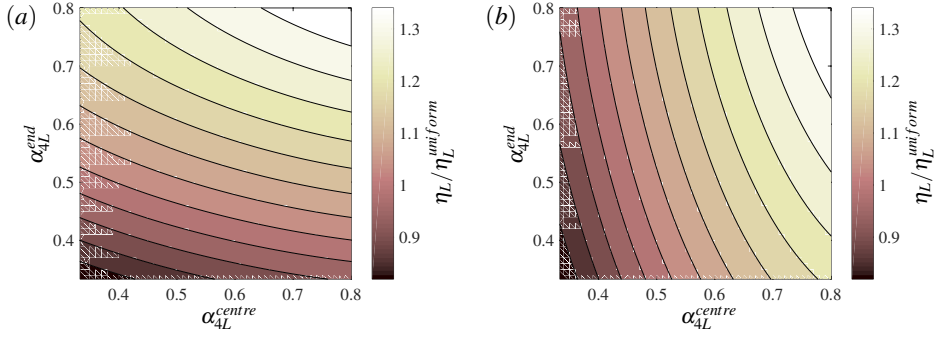 (a)
0.8
0.7
0.6
0.5
0.4
α_{4L}^{end}
0.4 0.5 0.6 0.7 0.8
α_{4L}^{centre}
1.3
1.2
1.1
1
0.9
η_L/η_L^{uniform}
(b)
0.8
0.7
0.6
0.5
0.4
α_{4L}^{end}
0.4 0.5 0.6 0.7 0.8
α_{4L}^{centre}
1.3
1.2
1.1
1
0.9
η_L/η_L^{uniform}